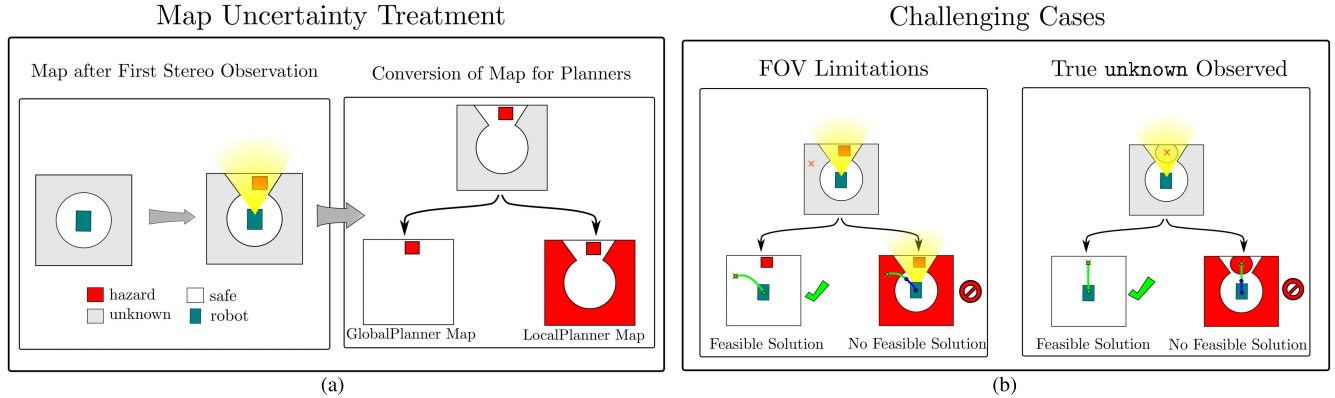 Map Uncertainty Treatment
Map after First Stereo Observation
Conversion of Map for Planners
hazard
safe
unknown
robot
GlobalPlanner Map
LocalPlanner Map
(a)
Challenging Cases
FOV Limitations
True unknown Observed
Feasible Solution
No Feasible Solution
Feasible Solution
No Feasible Solution
(b)